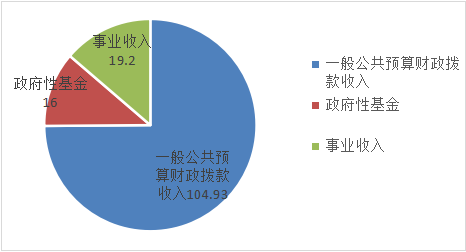 事业收入
19.2
政府性基金
16
一般公共预
算财政拨款
收入104.93
一般公共预算财政拨
款收入
政府性基金
事业收入